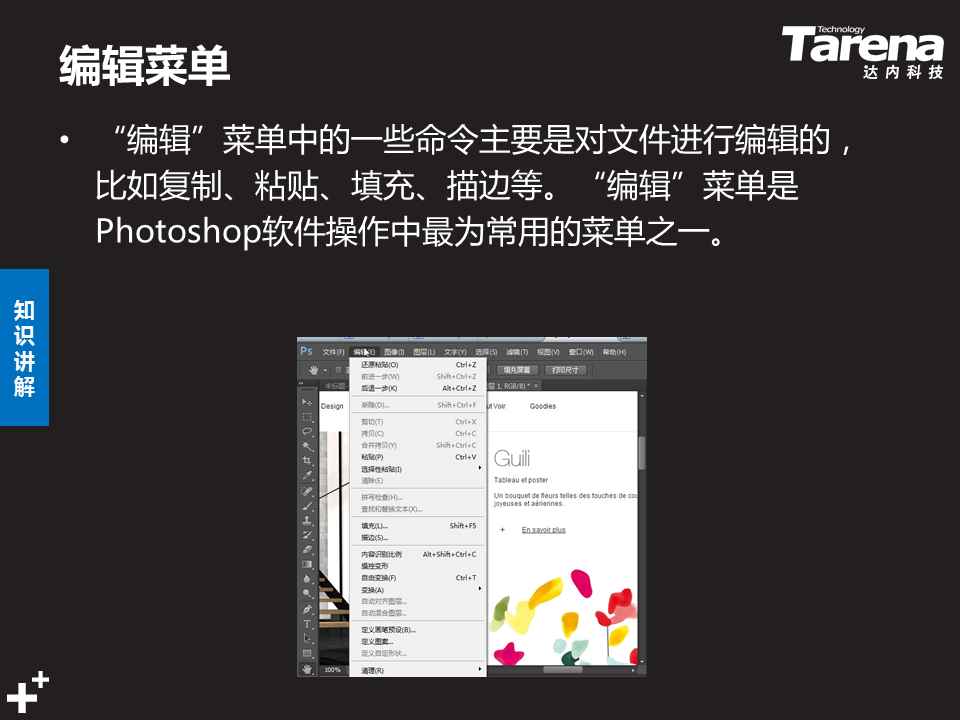 编辑菜单
Technology
Tarena
达内科技
• “编辑”菜单中的一些命令主要是对文件进行编辑的，
比如复制、粘贴、填充、描边等。“编辑”菜单是
Photoshop软件操作中最为常用的菜单之一。
知识讲解
Ps 文件(F) 编辑(E) 图像(I) 图层(L) 文字(Y) 选择(S) 滤镜(T) 视图(V) 窗口(W) 帮助(H)
填充屏幕 打印尺寸
还原粘贴(O) Ctrl+Z
前进一步(W) Shift+Ctrl+Z
后退一步(K) Alt+Ctrl+Z
渐隐(D)... Shift+Ctrl+F
剪切(T) Ctrl+X
拷贝(C) Ctrl+C
合并拷贝(Y) Shift+Ctrl+C
粘贴(P) Ctrl+V
选择性粘贴(I)
清除(E)
拼写检查(H)...
查找和替换文本(X)...
填充(L)... Shift+F5
描边(S)...
内容识别比例 Alt+Shift+Ctrl+C
操控变形
自由变换(F) Ctrl+T
变换(A)
自动对齐图层...
自动混合图层...
定义画笔预设(B)...
定义图案...
定义自定形状...
清理(R)
未标题-
层 1, RGB/8) * ×
Design
ut Voir Goodies
Guili
Tableau et poster
Un bouquet de fleurs telles des touches de cou
joyeuses et aériennes.
+ En savoir plus
100%